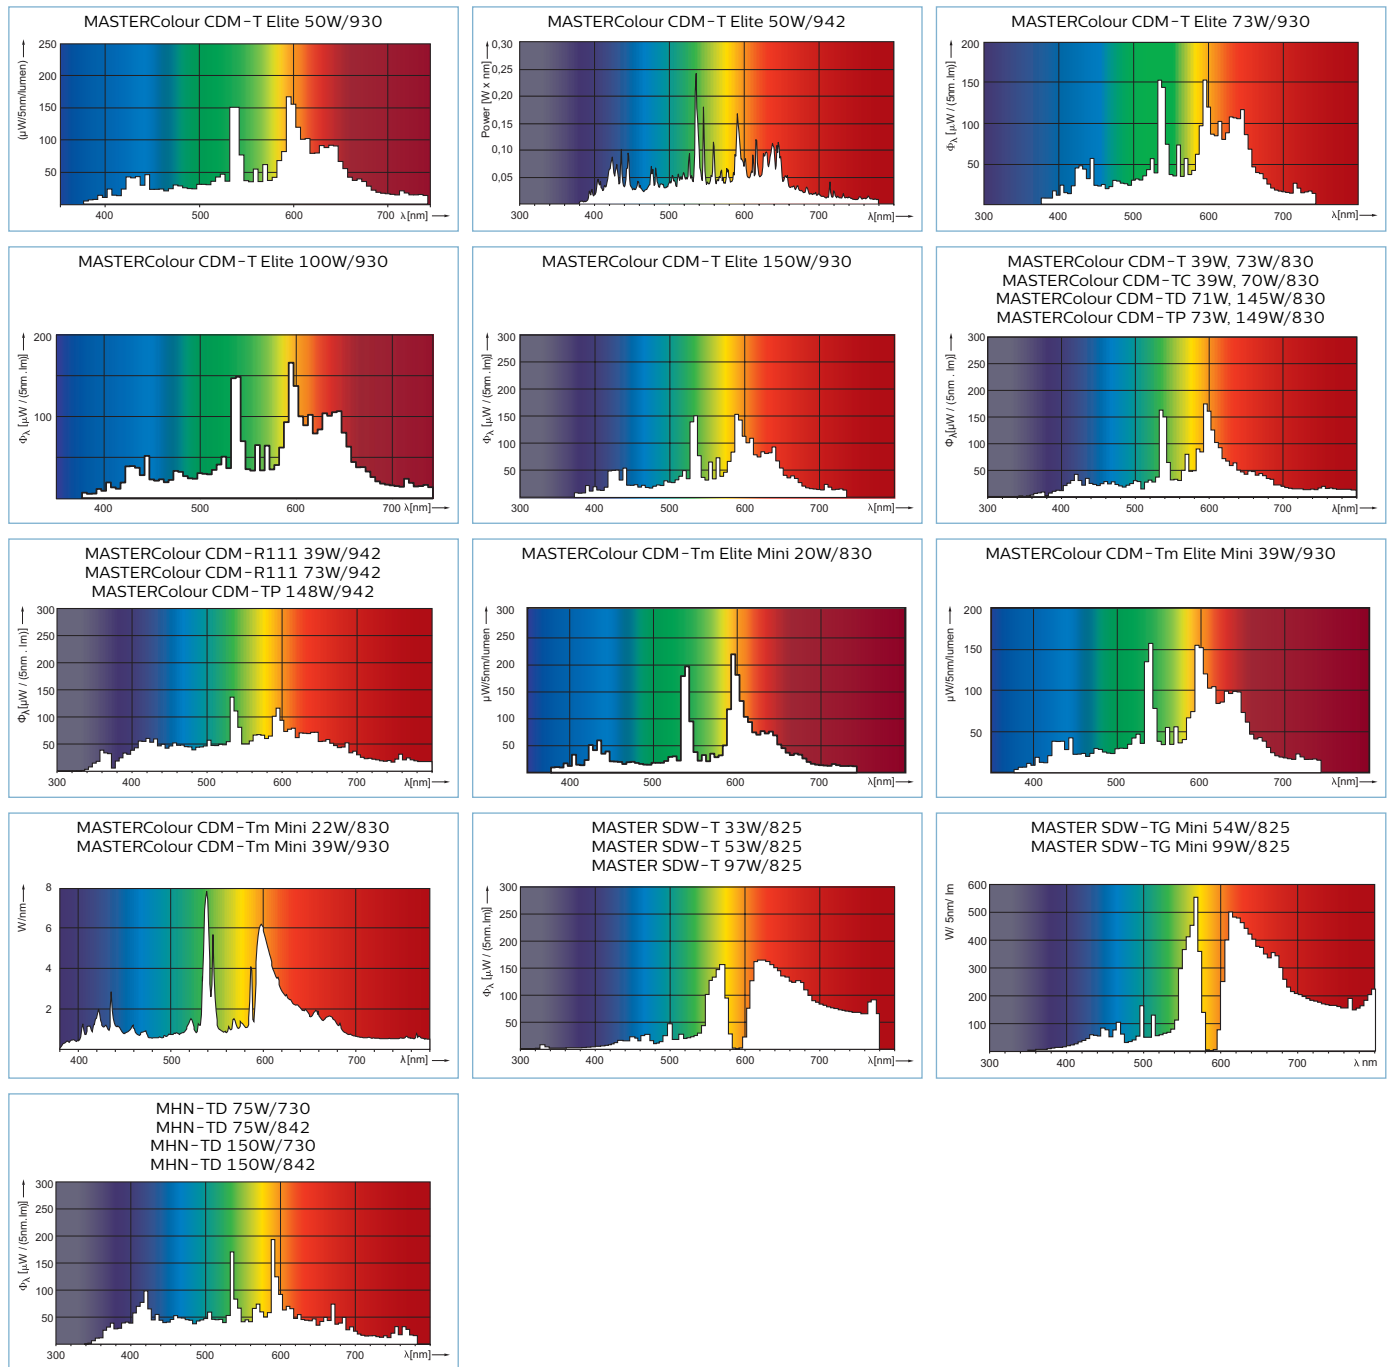 MASTERColour CDM-T Elite 50W/930
(µW/5nm/lumen)
250
200
150
100
50
400
500
600
700
λ[nm]
MASTERColour CDM-T Elite 50W/942
Power [W x nm]
0,30
0,25
0,20
0,15
0,10
0,05
300
400
500
600
700
λ[nm]
MASTERColour CDM-T Elite 73W/930
Φλ [µW / (5nm .lm)]
200
150
100
50
300
400
500
600
700
λ[nm]
MASTERColour CDM-T Elite 100W/930
Φλ [µW / (5nm . lm)]
200
100
400
500
600
700
λ[nm]
MASTERColour CDM-T Elite 150W/930
Φλ [µW / (5nm . lm)]
300
250
200
150
100
50
300
400
500
600
700
λ[nm]
MASTERColour CDM-T 39W, 73W/830
MASTERColour CDM-TC 39W, 70W/830
MASTERColour CDM-TD 71W, 145W/830
MASTERColour CDM-TP 73W, 149W/830
Φλ[µW / (5nm . lm)]
300
250
200
150
100
50
300
400
500
600
700
λ[nm]
MASTERColour CDM-R111 39W/942
MASTERColour CDM-R111 73W/942
MASTERColour CDM-TP 148W/942
Φλ[µW / (5nm . lm)]
300
250
200
150
100
50
300
400
500
600
700
λ[nm]
MASTERColour CDM-Tm Elite Mini 20W/830
µW/5nm/lumen
300
250
200
150
100
50
400
500
600
700
λ[nm]
MASTERColour CDM-Tm Elite Mini 39W/930
µW/5nm/lumen
200
150
100
50
400
500
600
700
λ[nm]
MASTERColour CDM-Tm Mini 22W/830
MASTERColour CDM-Tm Mini 39W/930
W/nm
8
6
4
2
400
500
600
700
λ[nm]
MASTER SDW-T 33W/825
MASTER SDW-T 53W/825
MASTER SDW-T 97W/825
Φλ [µW / (5nm.lm)]
300
250
200
150
100
50
300
400
500
600
700
λ[nm]
MASTER SDW-TG Mini 54W/825
MASTER SDW-TG Mini 99W/825
W/ 5nm/ lm
600
500
400
300
200
100
300
400
500
600
700
λ nm
MHN-TD 75W/730
MHN-TD 75W/842
MHN-TD 150W/730
MHN-TD 150W/842
Φλ [µW / (5nm.lm)]
300
250
200
150
100
50
300
400
500
600
700
λ[nm]